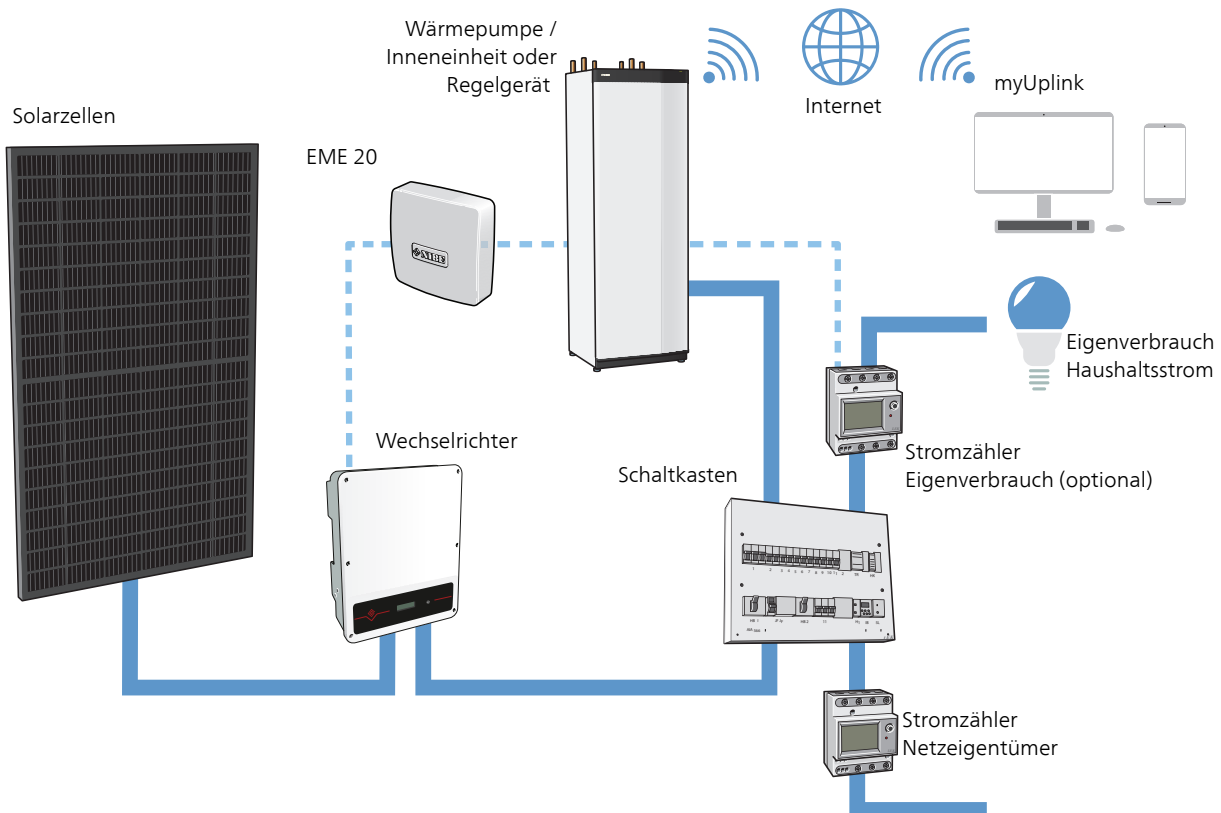 Wärmepumpe /
Inneneinheit oder
Regelgerät
Internet
myUplink
Solarzellen
EME 20
NIBE
Eigenverbrauch
Haushaltsstrom
Wechselrichter
Stromzähler
Eigenverbrauch (optional)
Schaltkasten
Stromzähler
Netzeigentümer